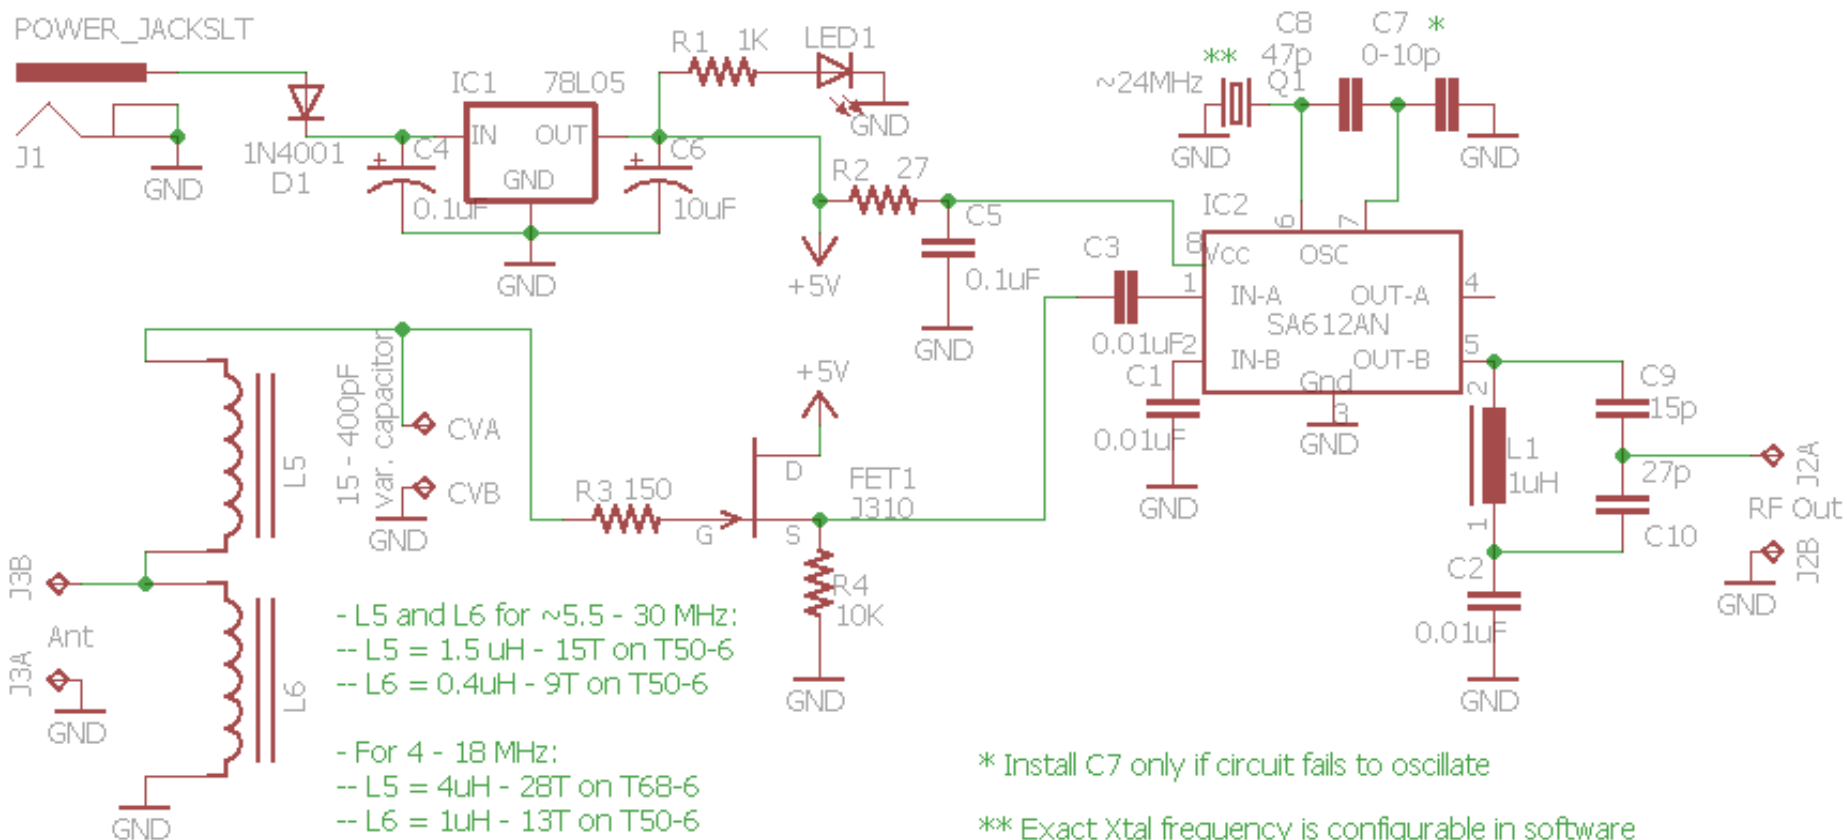 POWER_JACKSLT
J1
GND
1N4001
D1
C4
0.1uF
IC1
78L05
IN
OUT
GND
GND
C6
10uF
R1
1K
LED1
GND
R2
27
+5V
C5
0.1uF
GND
C8
47p
C7
*
0-10p
**
~24MHz
Q1
GND
GND
IC2
6
7
8
Vcc
OSC
1
IN-A
OUT-A
4
SA612AN
2
IN-B
OUT-B
5
Gnd
3
GND
C3
0.01uF
C1
0.01uF
GND
2
L1
1uH
1
C9
15p
27p
C10
J2A
RF Out
J2B
GND
C2
0.01uF
GND
L5
15 - 400pF
var. capacitor
CVA
CVB
GND
R3
150
+5V
G
D
S
FET1
J310
R4
10K
GND
J3B
Ant
J3A
GND
L6
GND
- L5 and L6 for ~5.5 - 30 MHz:
-- L5 = 1.5 uH - 15T on T50-6
-- L6 = 0.4uH - 9T on T50-6
- For 4 - 18 MHz:
-- L5 = 4uH - 28T on T68-6
-- L6 = 1uH - 13T on T50-6
* Install C7 only if circuit fails to oscillate
** Exact Xtal frequency is configurable in software